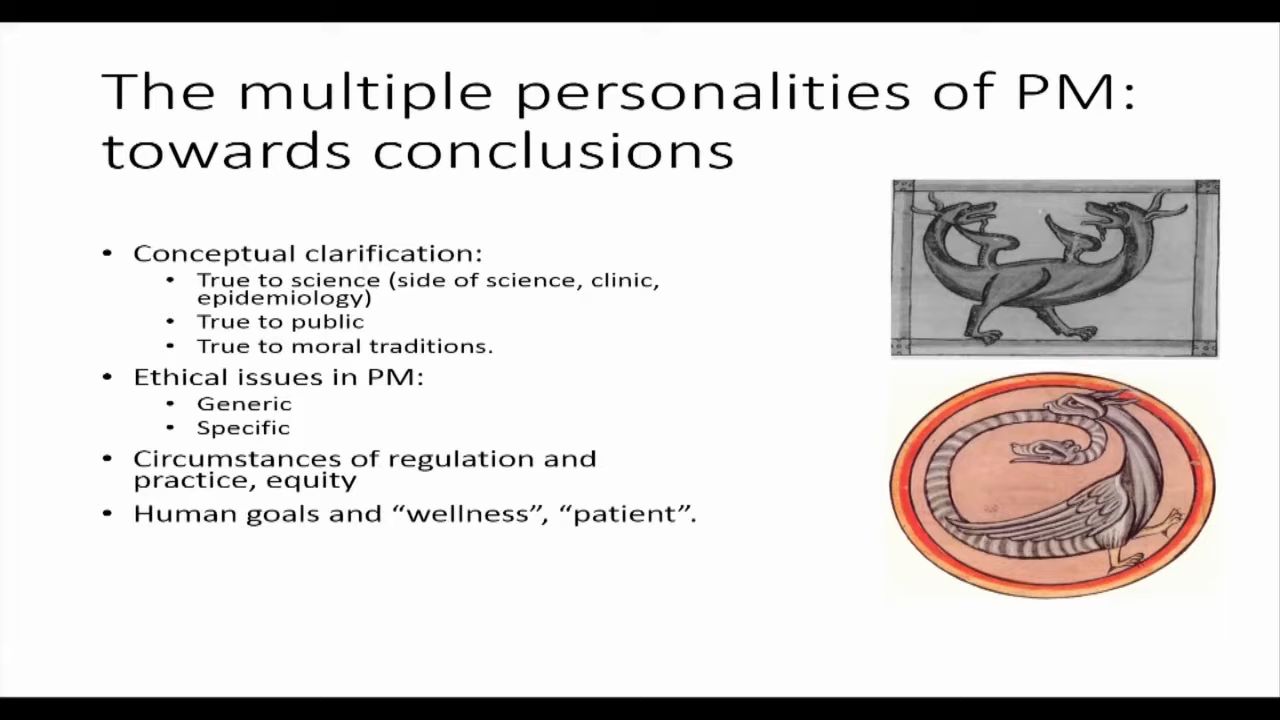 The multiple personalities of PM:
towards conclusions
• Conceptual clarification:
• True to science (side of science, clinic,
epidemiology)
• True to public
• True to moral traditions.
• Ethical issues in PM:
• Generic
• Specific
• Circumstances of regulation and
practice, equity
• Human goals and “wellness”, “patient”.